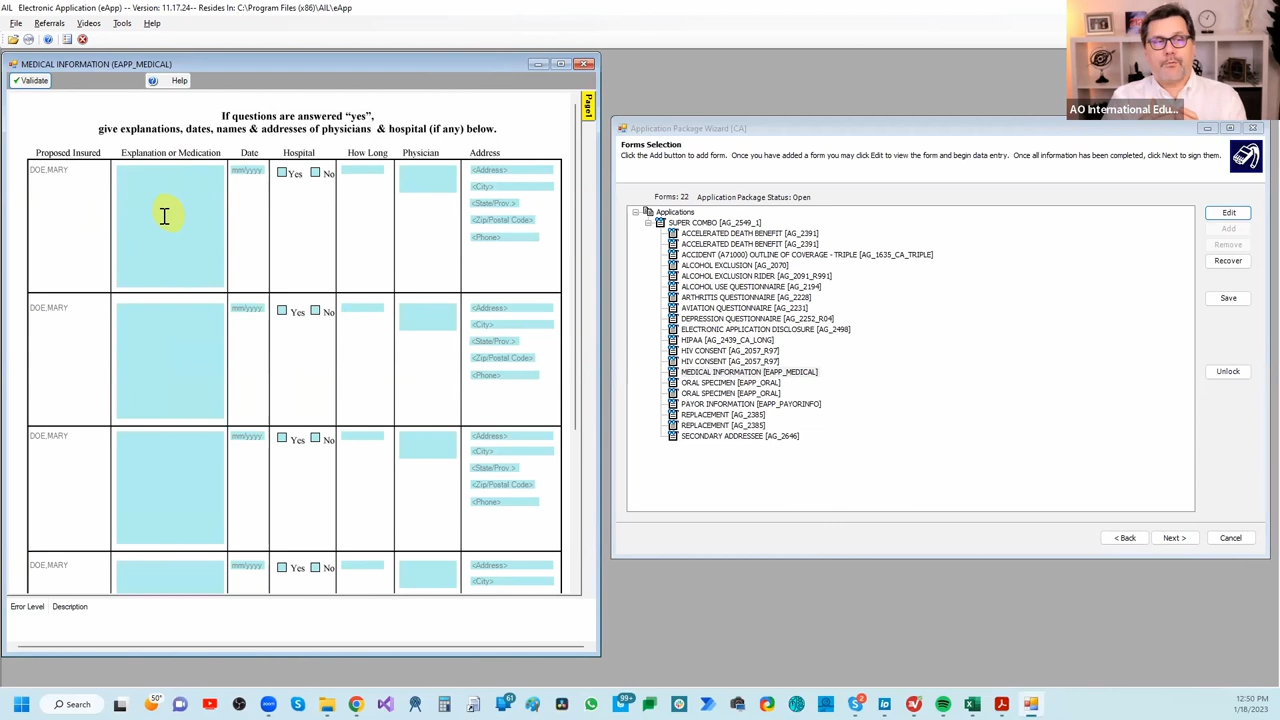 AIL   Electronic Application (eApp) -- Version: 11.17.24-- Resides In: C:\Program Files (x86)\AIL\eApp
File Referrals Videos Tools Help
MEDICAL INFORMATION (EAPP_MEDICAL)
Validate Help
Page1
If questions are answered “yes”,
give explanations, dates, names & addresses of physicians & hospital (if any) below.
Proposed Insured Explanation or Medication Date Hospital How Long Physician Address
DOE,MARY mm/yyyy Yes No <Address>
<City>
<State/Prov.>
<Zip/Postal Code>
<Phone>
DOE,MARY mm/yyyy Yes No <Address>
<City>
<State/Prov.>
<Zip/Postal Code>
<Phone>
DOE,MARY mm/yyyy Yes No <Address>
<City>
<State/Prov.>
<Zip/Postal Code>
<Phone>
DOE,MARY mm/yyyy Yes No <Address>
<City>
Error Level Description
AO International Edu...
Application Package Wizard [CA]
Forms Selection
Click the Add button to add form. Once you have added a form you may click Edit to view the form and begin data entry. Once all information has been completed, click Next to sign them.
Forms: 22 Application Package Status: Open
Applications
SUPER COMBO [AG_2549_1]
ACCELERATED DEATH BENEFIT [AG_2391]
ACCELERATED DEATH BENEFIT [AG_2391]
ACCIDENT (A71000) OUTLINE OF COVERAGE - TRIPLE [AG_1635_CA_TRIPLE]
ALCOHOL EXCLUSION [AG_2070]
ALCOHOL EXCLUSION RIDER [AG_2091_R991]
ALCOHOL USE QUESTIONNAIRE [AG_2194]
ARTHRITIS QUESTIONNAIRE [AG_2228]
AVIATION QUESTIONNAIRE [AG_2231]
DEPRESSION QUESTIONNAIRE [AG_2252_R04]
ELECTRONIC APPLICATION DISCLOSURE [AG_2498]
HIPAA [AG_2439_CA_LONG]
HIV CONSENT [AG_2057_R97]
HIV CONSENT [AG_2057_R97]
MEDICAL INFORMATION [EAPP_MEDICAL]
ORAL SPECIMEN [EAPP_ORAL]
ORAL SPECIMEN [EAPP_ORAL]
PAYOR INFORMATION [EAPP_PAYORINFO]
REPLACEMENT [AG_2385]
REPLACEMENT [AG_2385]
SECONDARY ADDRESSEE [AG_2646]
Edit
Add
Remove
Recover
Save
Unlock
< Back Next > Cancel
Search 50° 61 99+ 2 12:50 PM
1/18/2023